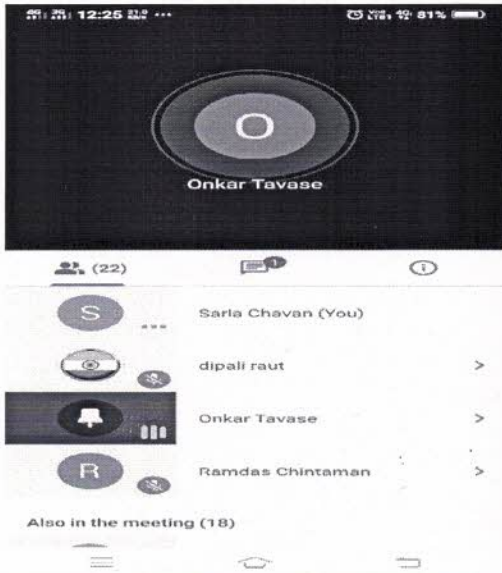 12:25
81%
O
Onkar Tavase
(22)
1
S
Sarla Chavan (You)
dipali raut
Onkar Tavase
R
Ramdas Chintaman
Also in the meeting (18)